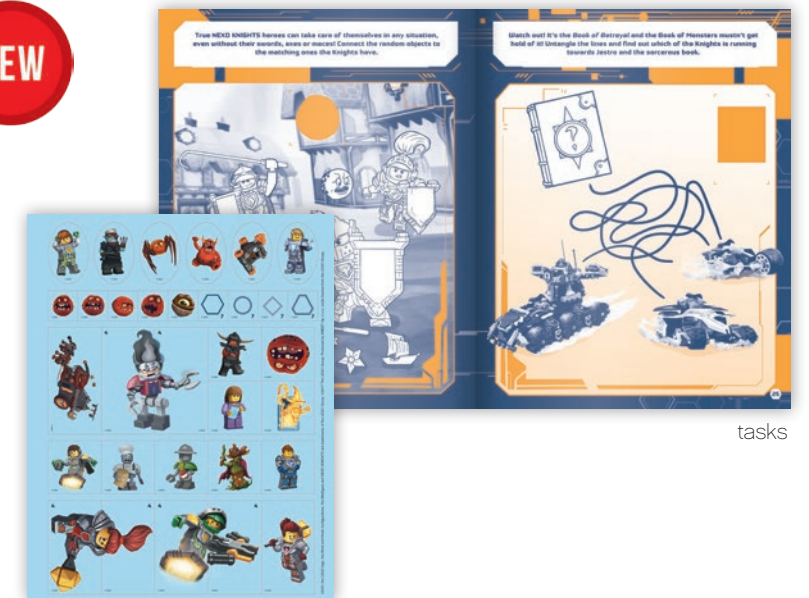 EW
True NEXO KNIGHTS heroes can take care of themselves in any situation,
even without their swords, axes or maces! Connect the random objects to
the matching ones the Knights have.
Watch out! It's the Book of Betrayal and the Book of Monsters mustn't get
hold of it! Untangle the lines and find out which of the Knights is running
towards Jestro and the sorcerous book.
?
25
tasks